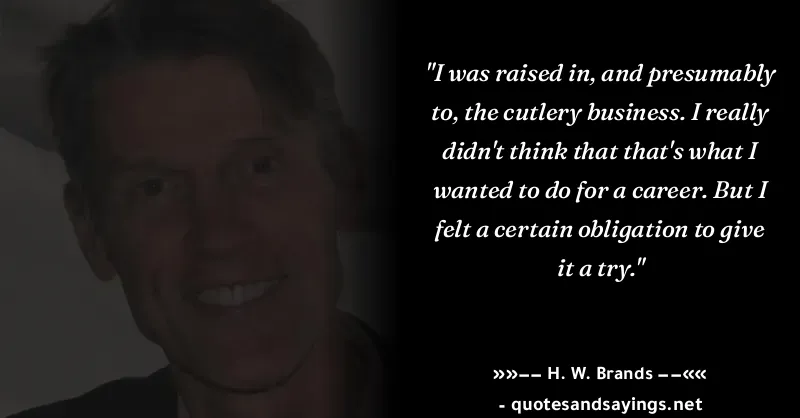 "I was raised in, and presumably
to, the cutlery business. I really
didn't think that that's what I
wanted to do for a career. But I
felt a certain obligation to give
it a try."
»»−− H. W. Brands −−««
- quotesandsayings.net